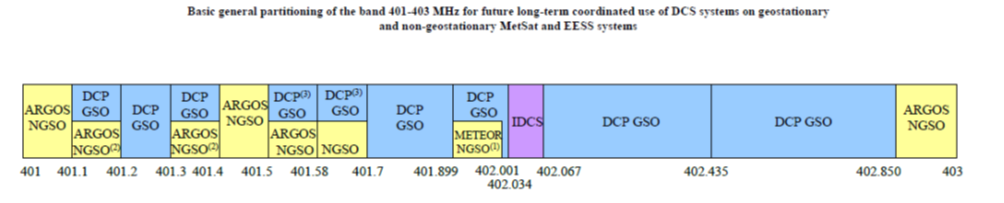 Basic general partitioning of the band 401-403 MHz for future long-term coordinated use of DCS systems on geostationary
and non-geostationary MetSat and EESS systems
ARGOS
NGSO
DCP
GSO
ARGOS
NGSO(2)
DCP
GSO
DCP
GSO
ARGOS
NGSO(2)
ARGOS
NGSO
DCP(3)
GSO
ARGOS
NGSO
DCP(3)
GSO
NGSO
DCP
GSO
DCP
GSO
METEOR
NGSO(1)
IDCS
DCP GSO
DCP GSO
ARGOS
NGSO
401 401.1 401.2 401.3 401.4 401.5 401.58 401.7 401.899 402.001 402.067 402.435 402.850 403
402.034